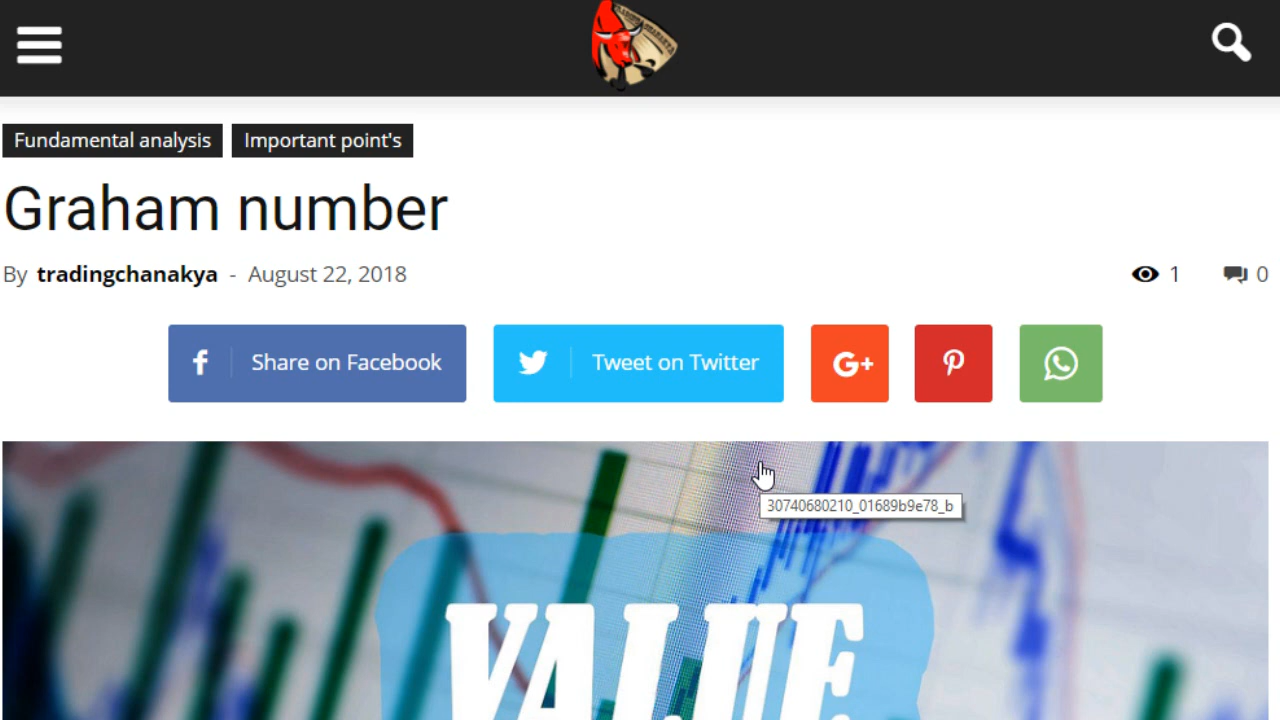 Fundamental analysis Important point's
Graham number
By tradingchanakya - August 22, 2018 1 0
Share on Facebook Tweet on Twitter G+
30740680210_01689b9e78_b
VALUE